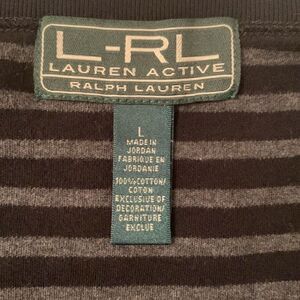 L-RL
LAUREN ACTIVE
RALPH LAUREN
L
MADE IN
JORDAN
FABRIQUE EN
JORDANIE
100%COTTON/
COTON
EXCLUSIVE OF
DECORATION/
GARNITURE
EXCLUE